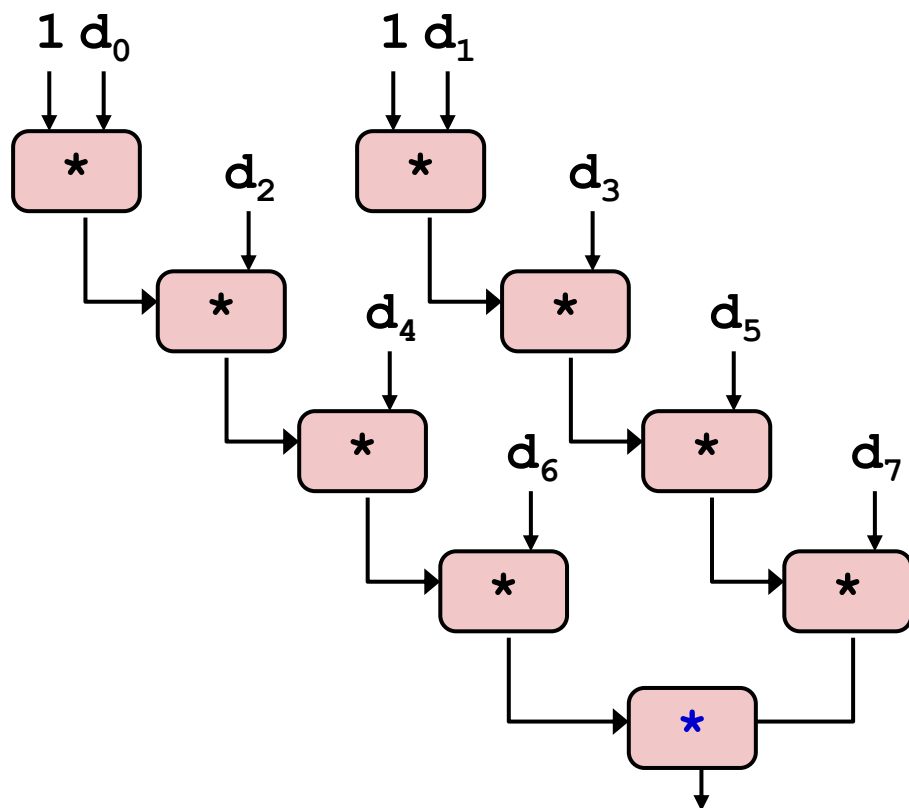 1 d₀ 1 d₁
* *
d₂ d₃
* *
d₄ d₅
* *
d₆ d₇
* *
*